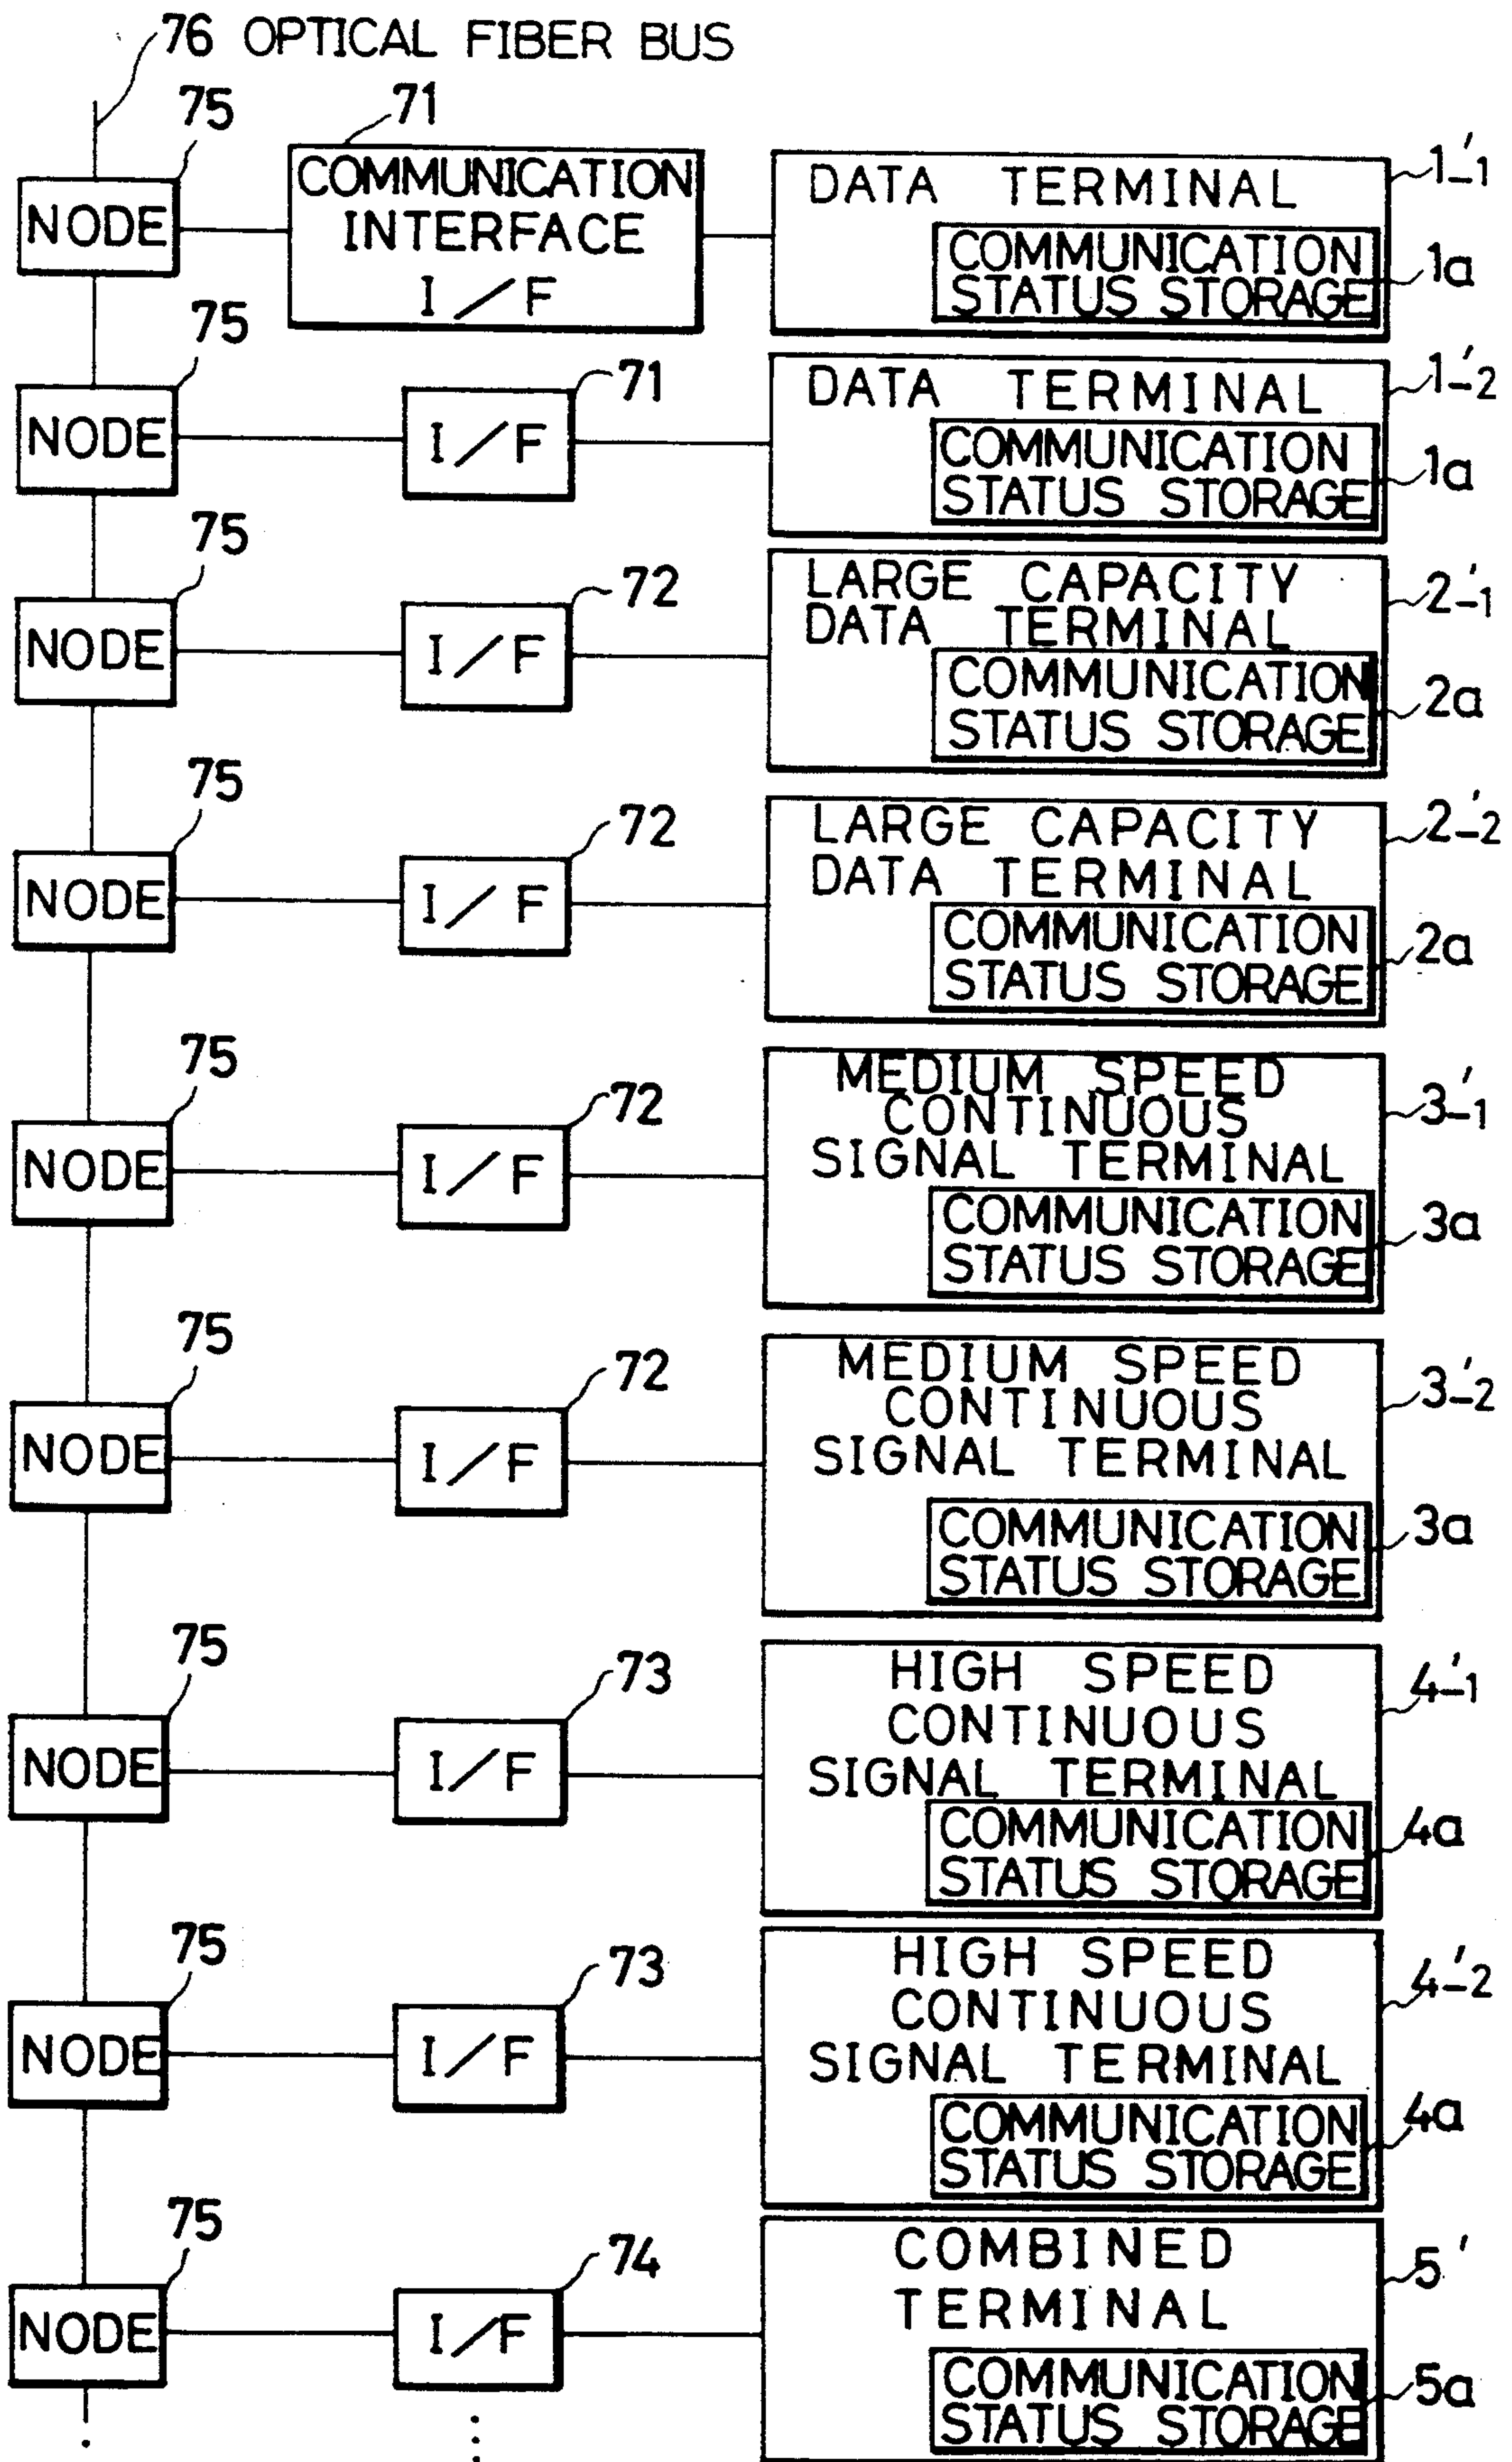 76 OPTICAL FIBER BUS
75
71
NODE
COMMUNICATION
INTERFACE
I/F
DATA TERMINAL
1'-1
COMMUNICATION
STATUS STORAGE
1a
75
71
NODE
I/F
DATA TERMINAL
1'-2
COMMUNICATION
STATUS STORAGE
1a
75
72
NODE
I/F
LARGE CAPACITY
DATA TERMINAL
2'-1
COMMUNICATION
STATUS STORAGE
2a
75
72
NODE
I/F
LARGE CAPACITY
DATA TERMINAL
2'-2
COMMUNICATION
STATUS STORAGE
2a
75
72
NODE
I/F
MEDIUM SPEED
CONTINUOUS
SIGNAL TERMINAL
3'-1
COMMUNICATION
STATUS STORAGE
3a
75
72
NODE
I/F
MEDIUM SPEED
CONTINUOUS
SIGNAL TERMINAL
3'-2
COMMUNICATION
STATUS STORAGE
3a
75
73
NODE
I/F
HIGH SPEED
CONTINUOUS
SIGNAL TERMINAL
4'-1
COMMUNICATION
STATUS STORAGE
4a
75
73
NODE
I/F
HIGH SPEED
CONTINUOUS
SIGNAL TERMINAL
4'-2
COMMUNICATION
STATUS STORAGE
4a
75
74
NODE
I/F
COMBINED
TERMINAL
5'
COMMUNICATION
STATUS STORAGE
5a